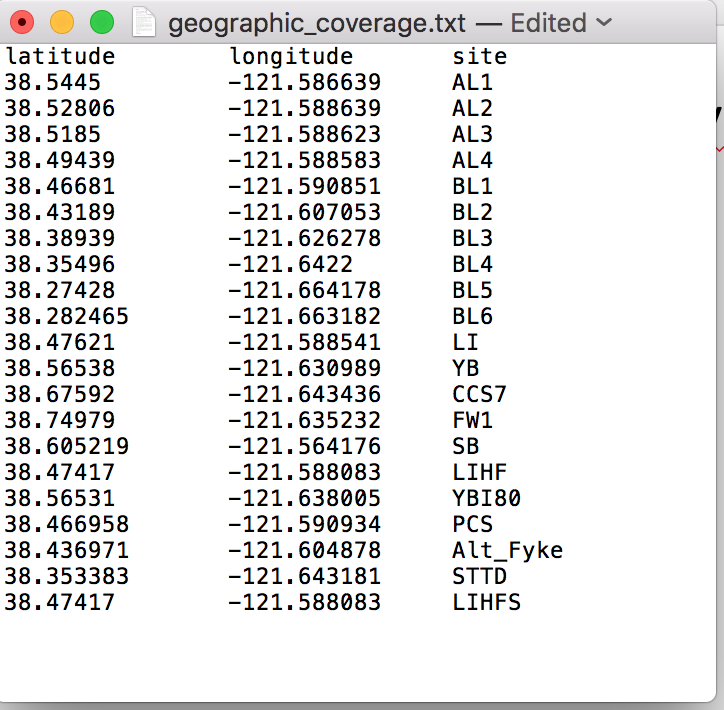 geographic_coverage.txt — Edited
latitude longitude site
38.5445 -121.586639 AL1
38.52806 -121.588639 AL2
38.5185 -121.588623 AL3
38.49439 -121.588583 AL4
38.46681 -121.590851 BL1
38.43189 -121.607053 BL2
38.38939 -121.626278 BL3
38.35496 -121.6422 BL4
38.27428 -121.664178 BL5
38.282465 -121.663182 BL6
38.47621 -121.588541 LI
38.56538 -121.630989 YB
38.67592 -121.643436 CCS7
38.74979 -121.635232 FW1
38.605219 -121.564176 SB
38.47417 -121.588083 LIHF
38.56531 -121.638005 YBI80
38.466958 -121.590934 PCS
38.436971 -121.604878 Alt_Fyke
38.353383 -121.643181 STTD
38.47417 -121.588083 LIHFS